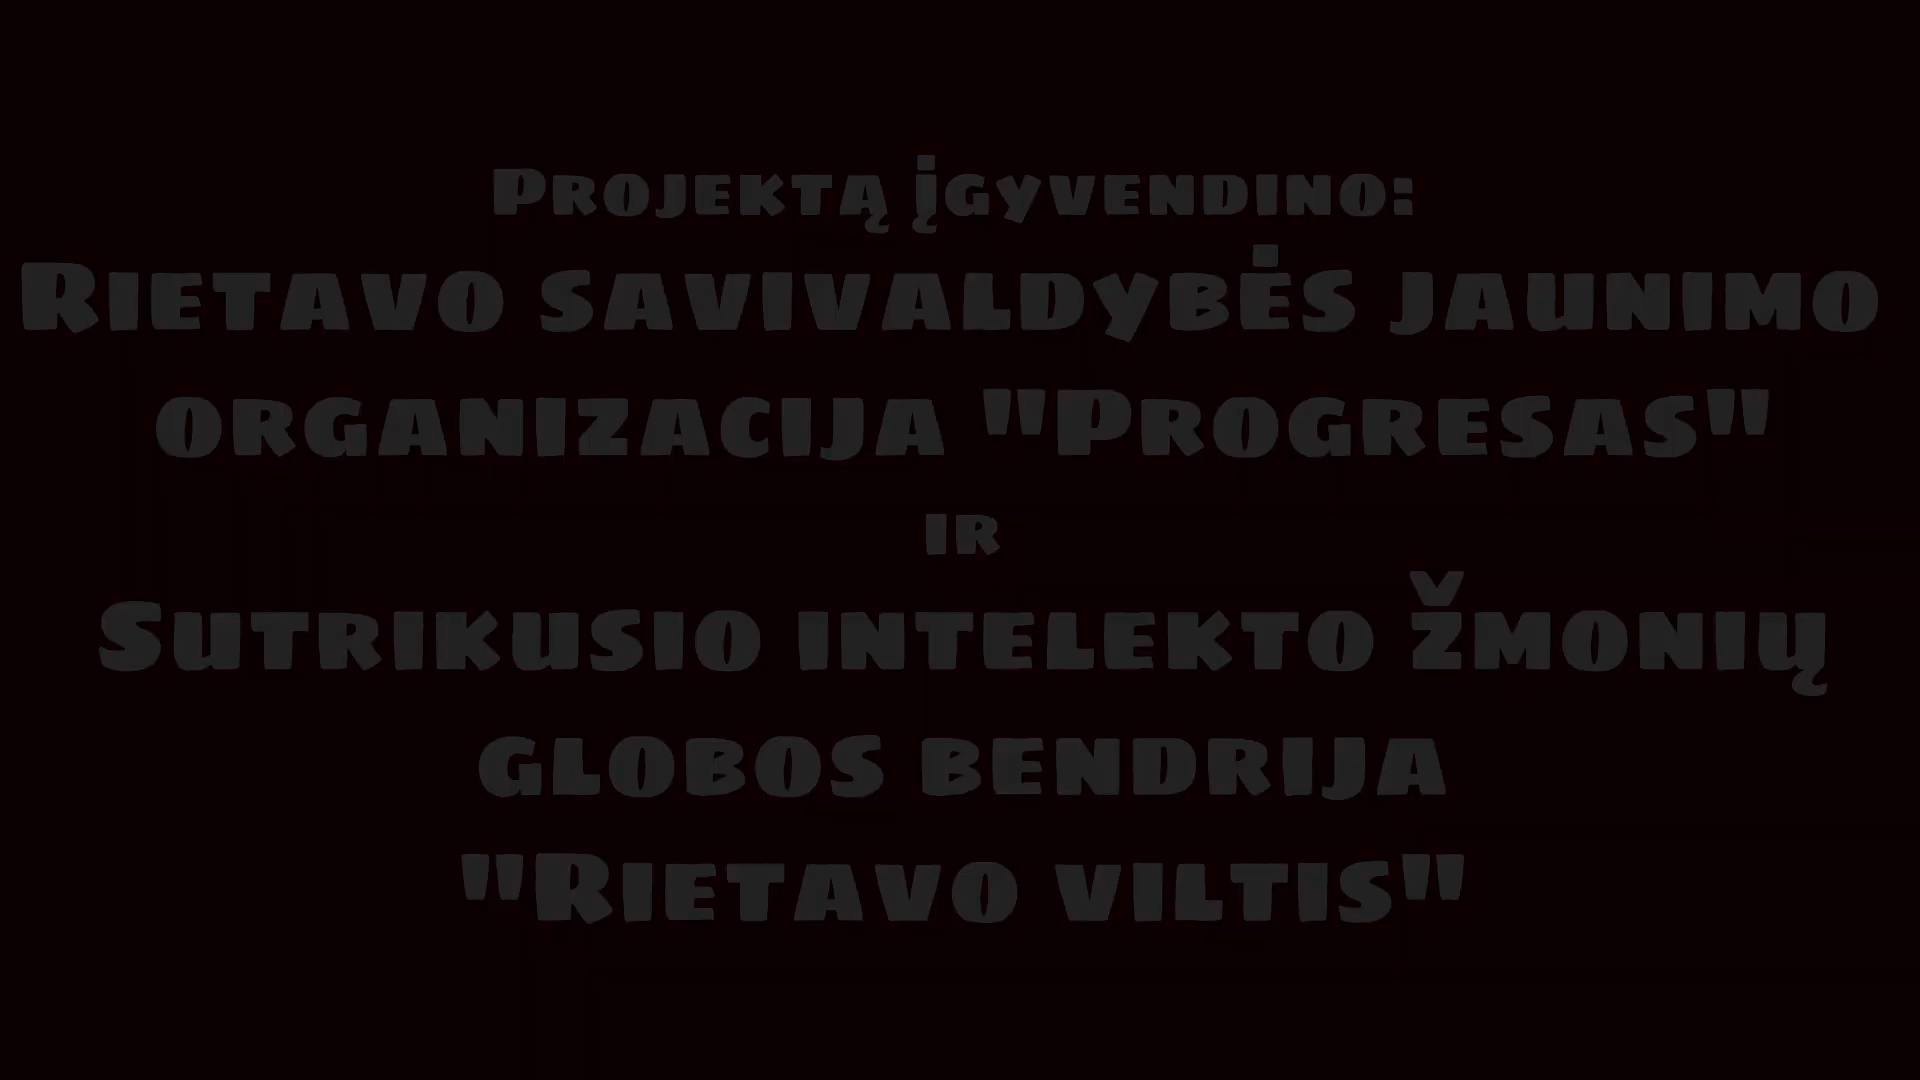 Projektą įgyvendino:
Rietavo savivaldybės jaunimo
organizacija "Progresas"
ir
Sutrikusio intelekto žmonių
globos bendrija
"Rietavo viltis"